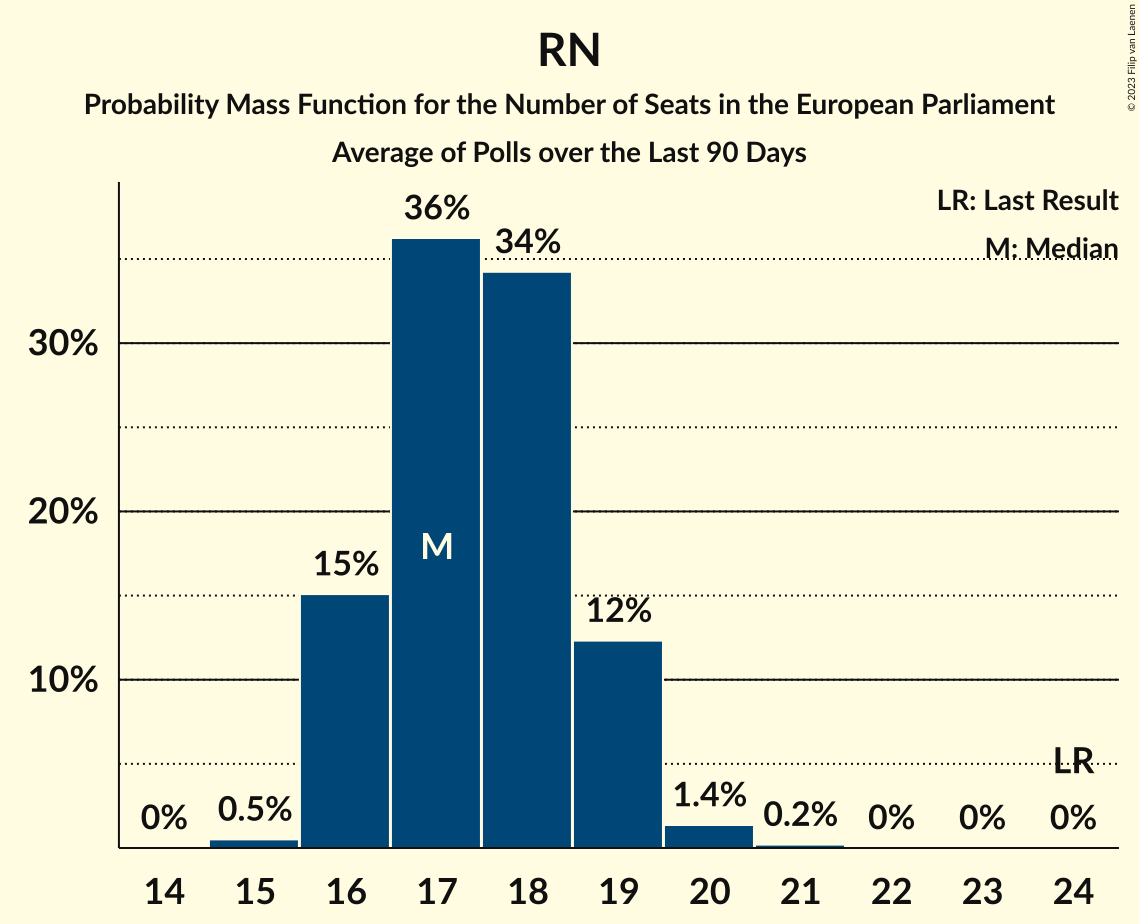 RN
Probability Mass Function for the Number of Seats in the European Parliament
Average of Polls over the Last 90 Days
© 2023 Filip van Laenen
LR: Last Result
M: Median
36%
34%
30%
20%
15%
M
12%
10%
LR
0%
0.5%
1.4%
0.2%
0%
0%
0%
14 15 16 17 18 19 20 21 22 23 24